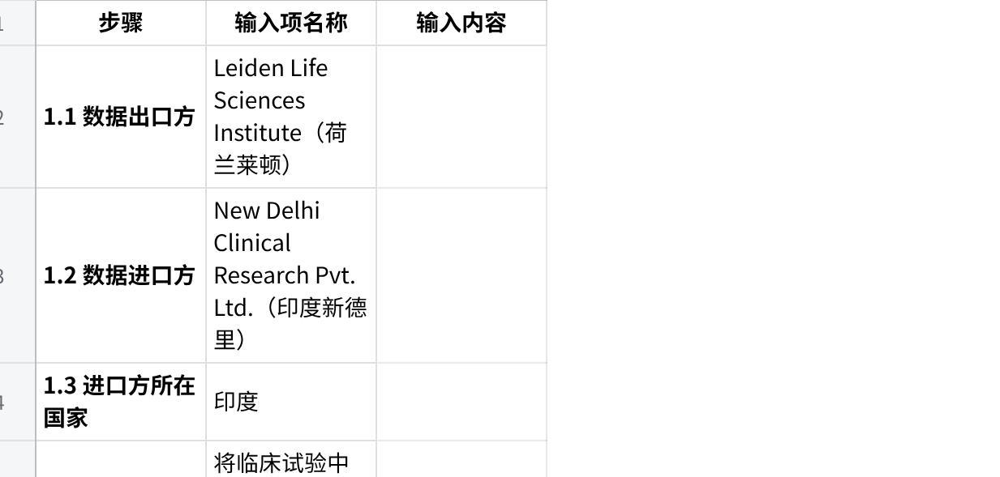 步骤 输入项名称 输入内容
Leiden Life
Sciences
1.1 数据出口方
Institute（荷
兰莱顿）
New Delhi
Clinical
1.2 数据进口方
Research Pvt.
Ltd.（印度新德
里）
1.3 进口方所在
国家
印度
将临床试验中